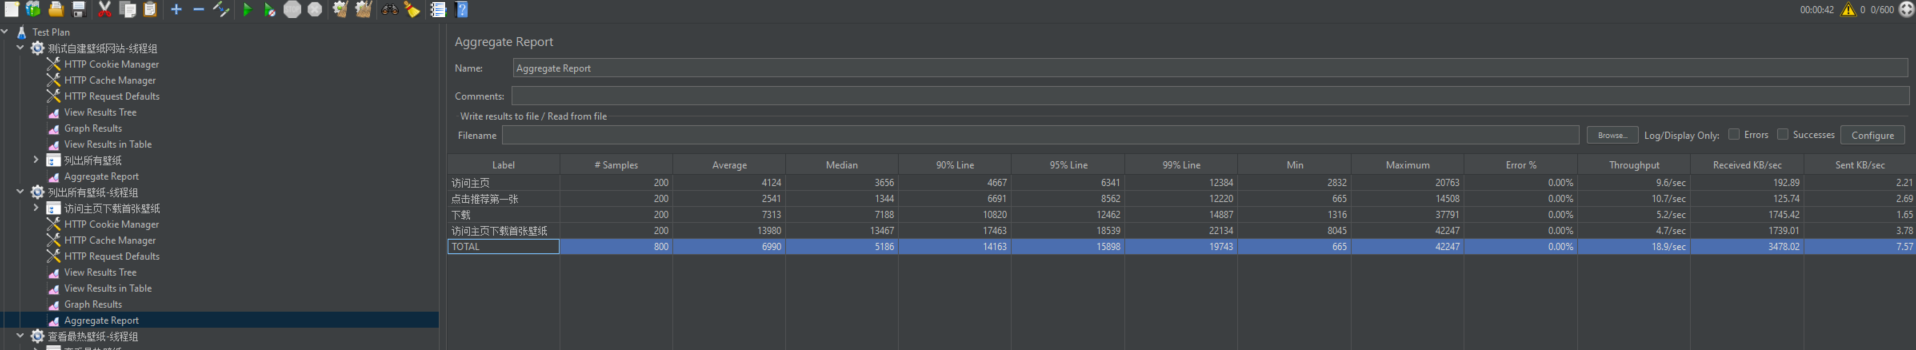 00:00:42 0 0/600
Test Plan
测试自建壁纸网站-线程组
HTTP Cookie Manager
HTTP Cache Manager
HTTP Request Defaults
View Results Tree
Graph Results
View Results in Table
列出所有壁纸
Aggregate Report
列出所有壁纸-线程组
访问主页下载首张壁纸
HTTP Cookie Manager
HTTP Cache Manager
HTTP Request Defaults
View Results Tree
View Results in Table
Graph Results
Aggregate Report
查看最热壁纸-线程组
Aggregate Report
Name: Aggregate Report
Comments:
Write results to file / Read from file
Filename Browse... Log/Display Only: Errors Successes Configure
Label # Samples Average Median 90% Line 95% Line 99% Line Min Maximum Error % Throughput Received KB/sec Sent KB/sec
访问主页 200 4124 3656 4667 6341 12384 2832 20763 0.00% 9.6/sec 192.89 2.21
点击推荐第一张 200 2541 1344 6691 8562 12220 665 14508 0.00% 10.7/sec 125.74 2.69
下载 200 7313 7188 10820 12462 14887 1316 37791 0.00% 5.2/sec 1745.42 1.65
访问主页下载首张壁纸 200 13980 13467 17463 18539 22134 8045 42247 0.00% 4.7/sec 1739.01 3.78
TOTAL 800 6990 5186 14163 15898 19743 665 42247 0.00% 18.9/sec 3478.02 7.57